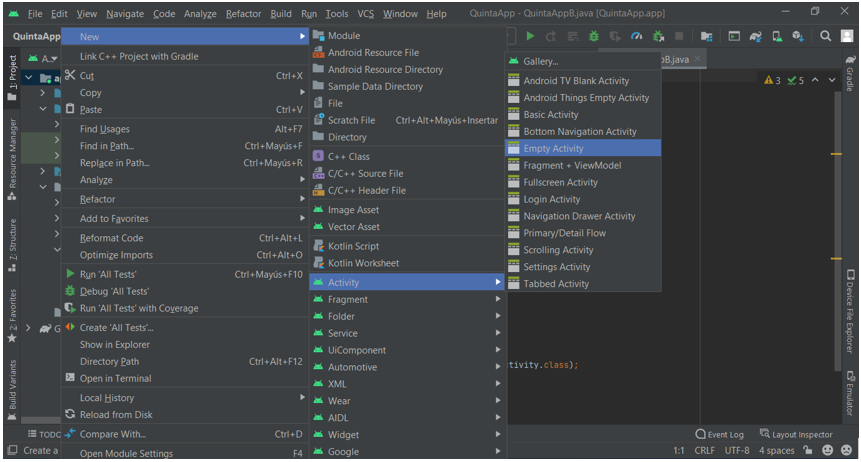 File Edit View Navigate Code Analyze Refactor Build Run Tools VCS Window Help QuintaApp - QuintaAppB.java [QuintaApp.app]
QuintaApp
1: Project
Resource Manager
7: Structure
2: Favorites
Build Variants
A...
New
Link C++ Project with Gradle
Cut Ctrl+X
Copy
Paste Ctrl+V
Find Usages Alt+F7
Find in Path... Ctrl+Mayús+F
Replace in Path... Ctrl+Mayús+R
Analyze
Refactor
Add to Favorites
Reformat Code Ctrl+Alt+L
Optimize Imports Ctrl+Alt+O
Run 'All Tests' Ctrl+Mayús+F10
Debug 'All Tests'
Run 'All Tests' with Coverage
Create 'All Tests'...
Show in Explorer
Directory Path Ctrl+Alt+F12
Open in Terminal
Local History
Reload from Disk
Compare With... Ctrl+D
Open Module Settings F4
Module
Android Resource File
Android Resource Directory
Sample Data Directory
File
Scratch File Ctrl+Alt+Mayús+Insertar
Directory
C++ Class
C/C++ Source File
C/C++ Header File
Image Asset
Vector Asset
Kotlin Script
Kotlin Worksheet
Activity
Fragment
Folder
Service
UiComponent
Automotive
XML
Wear
AIDL
Widget
Google
Gallery...
Android TV Blank Activity
Android Things Empty Activity
Basic Activity
Bottom Navigation Activity
Empty Activity
Fragment + ViewModel
Fullscreen Activity
Login Activity
Navigation Drawer Activity
Primary/Detail Flow
Scrolling Activity
Settings Activity
Tabbed Activity
pB.java
3 5
tivity.class);
Gradle
Device File Explorer
Emulator
TODO
Event Log Layout Inspector
Create a
1:1 CRLF UTF-8 4 spaces